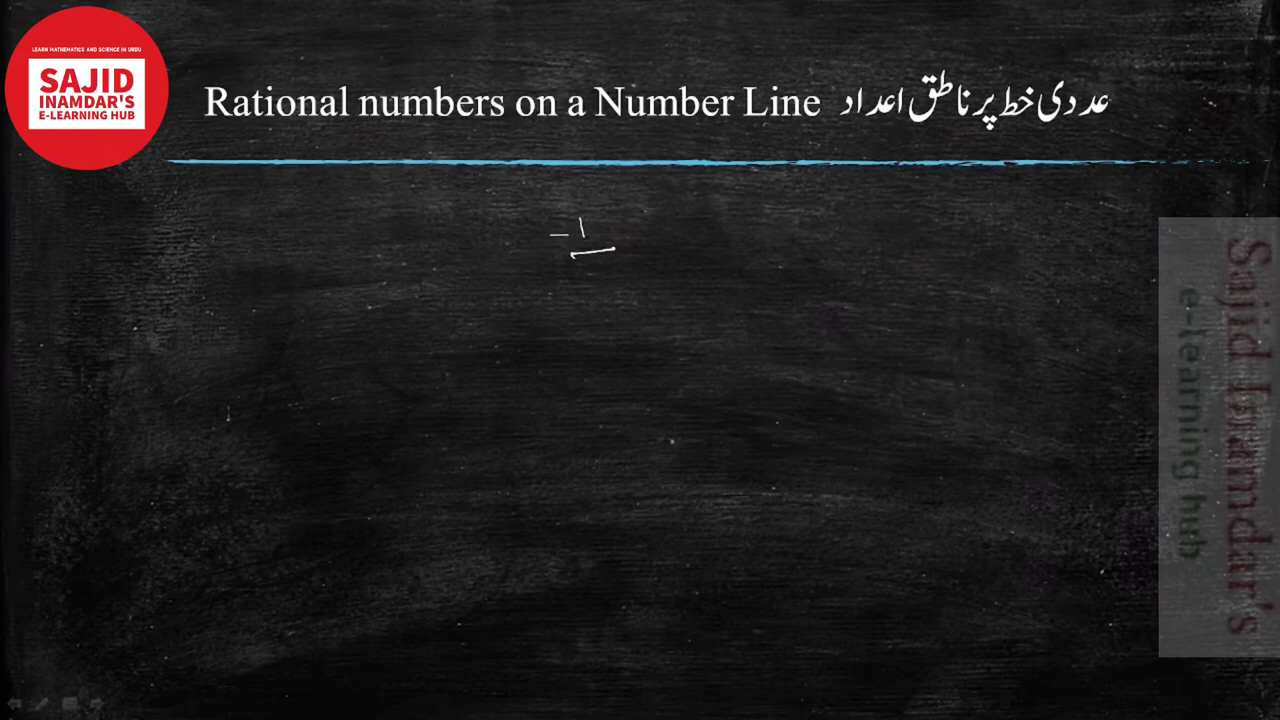 LEARN MATHEMATICS AND SCIENCE IN URDU
SAJID
INAMDAR'S
E-LEARNING HUB
Rational numbers on a Number Line عددی خط پر ناطق اعداد
-1
Sajid Inamdar's
e-learning hub